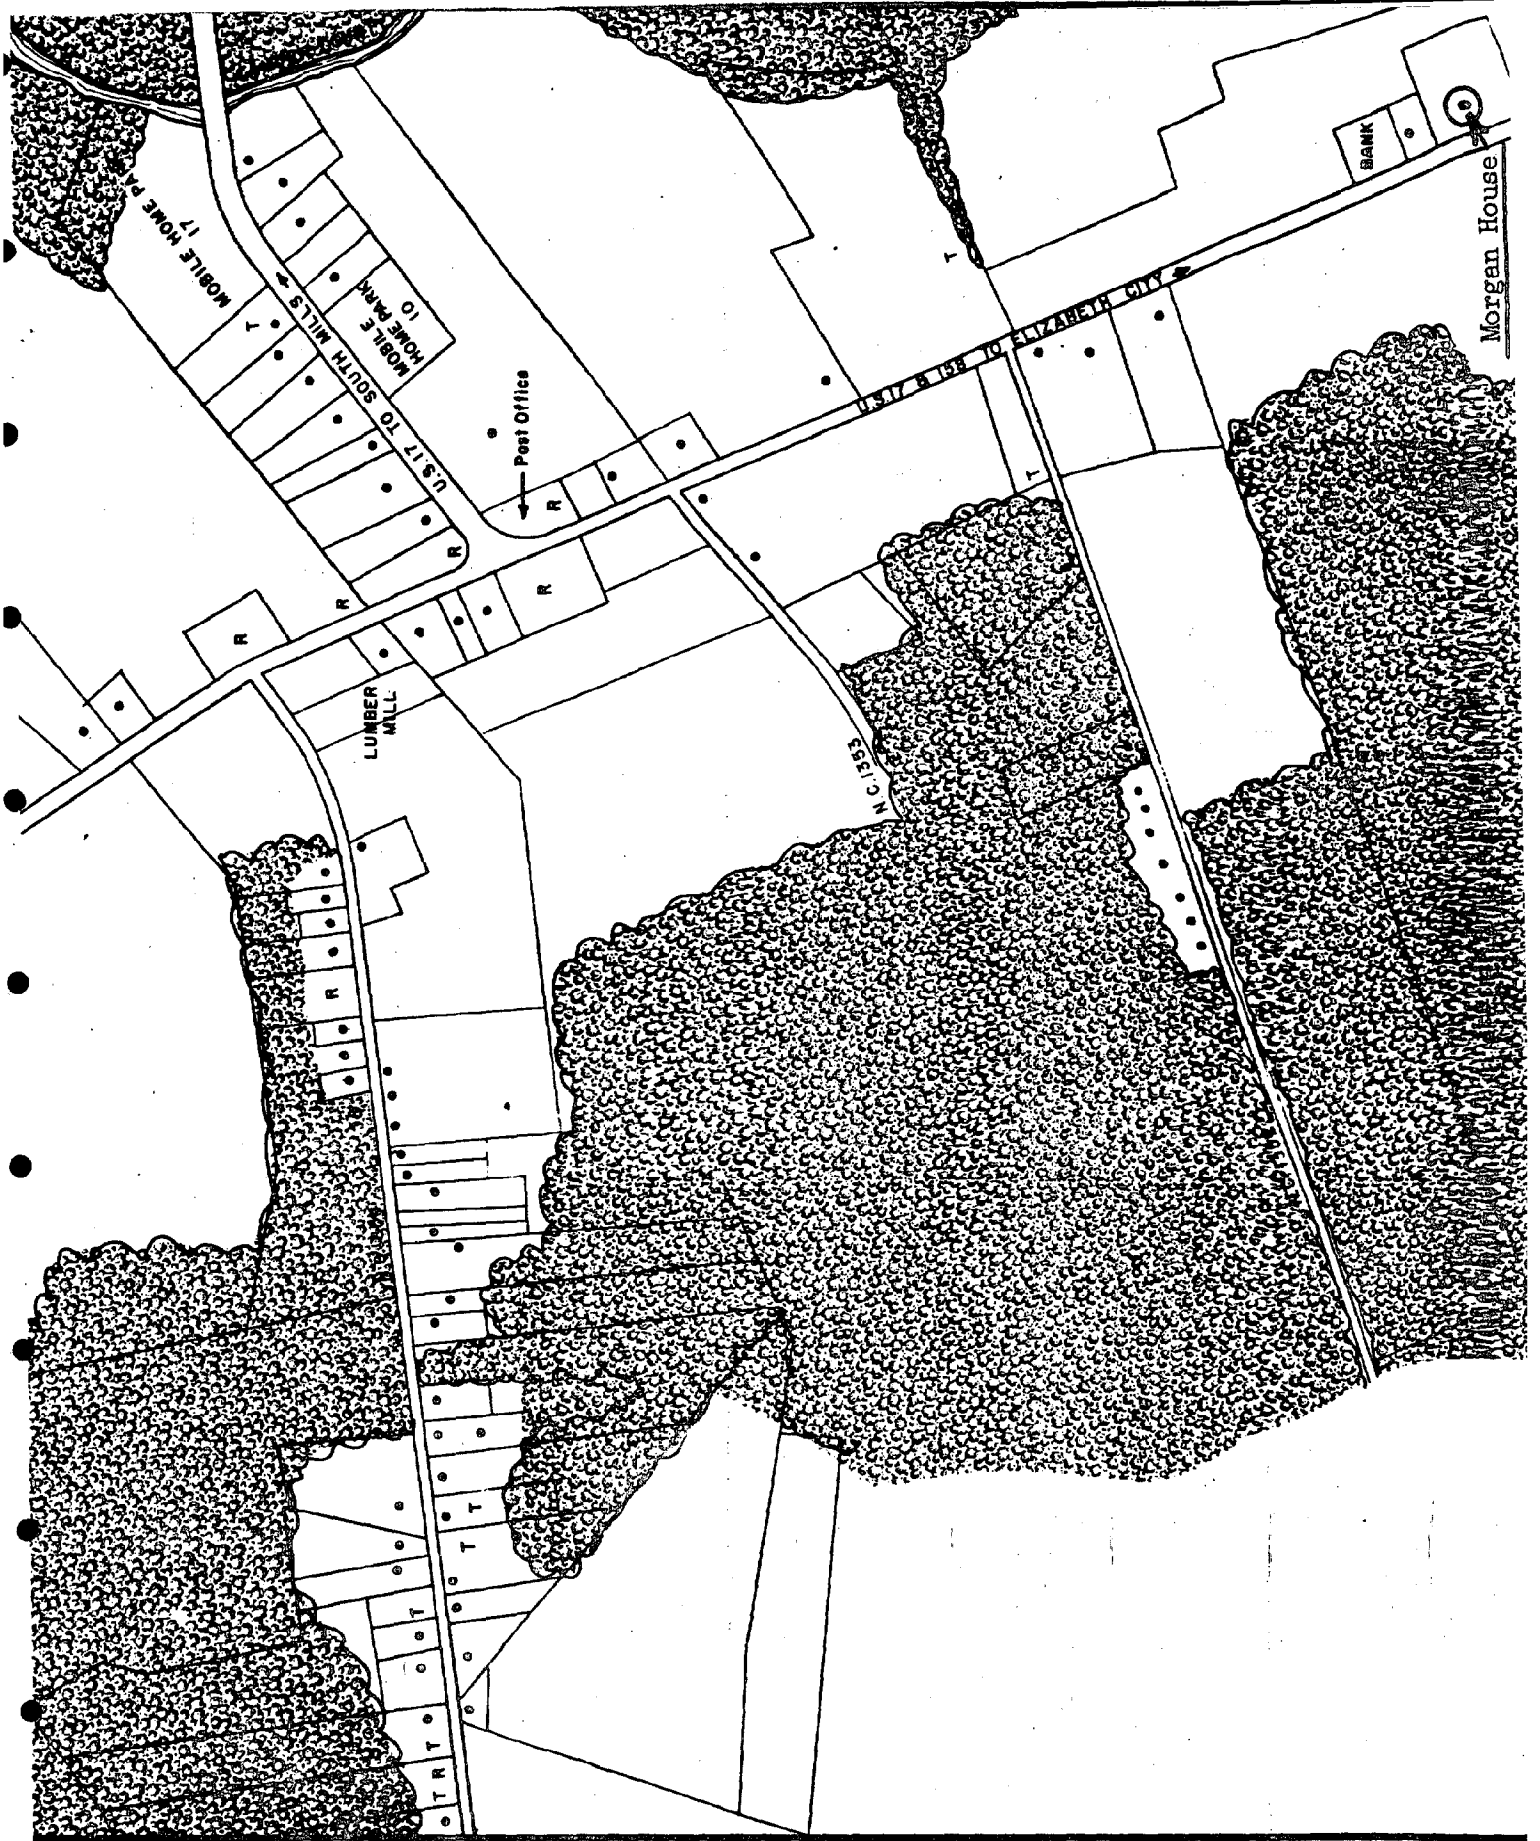 MOBILE HOME PA
17
T
U.S. 17 TO SOUTH MILLS
MOBILE
HOME PARK
10
BANK
Morgan House
T
U.S. 17 & 158 TO ELIZABETH CITY
Post Office
R
R
R
R
R
T
LUMBER
MILL
N.C. 1353
R
T
T
T
T
R
T